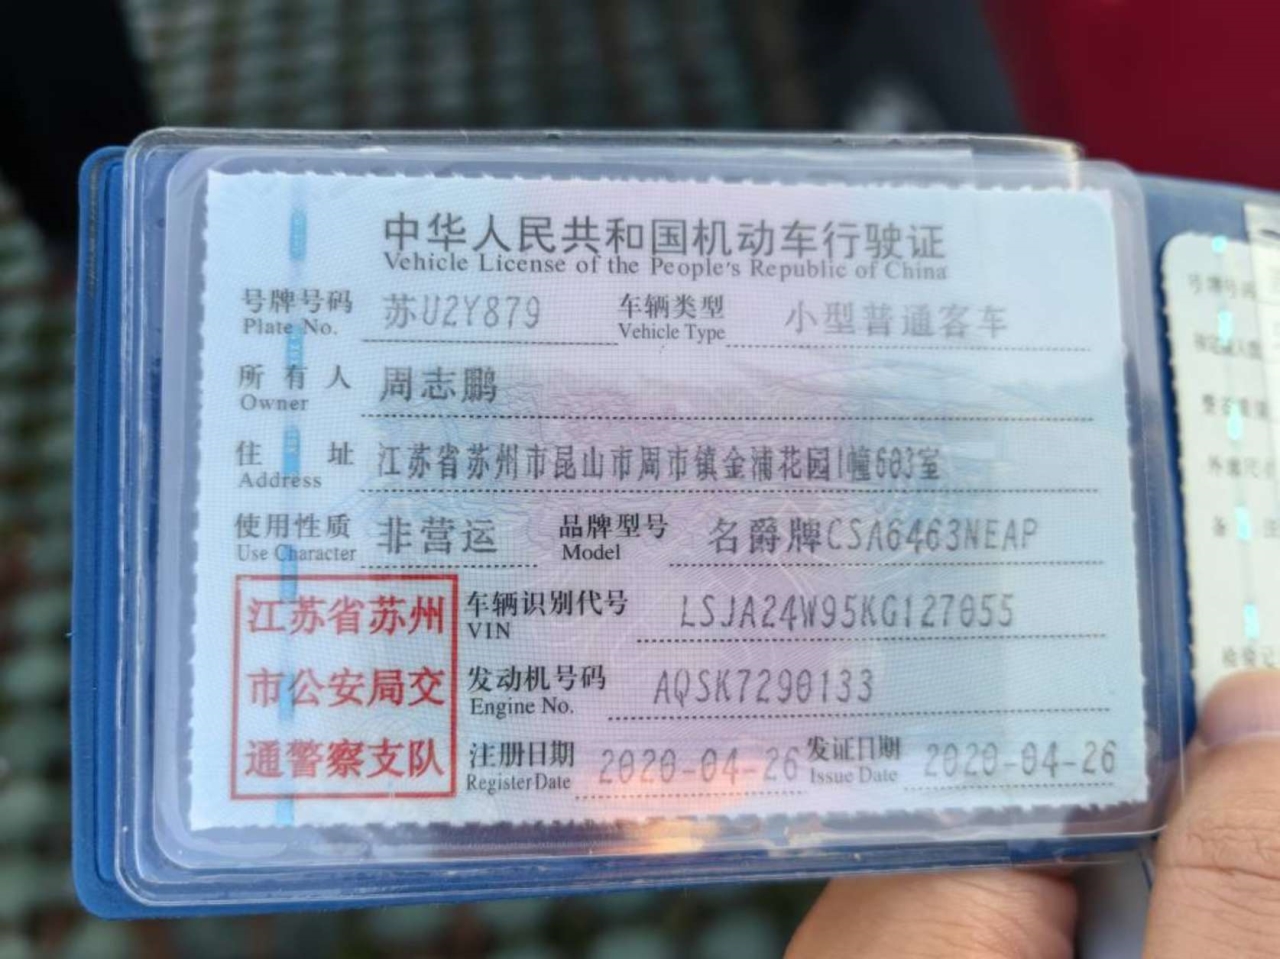 中华人民共和国机动车行驶证
Vehicle License of the People's Republic of China
号牌号码 苏U2Y879 车辆类型 小型普通客车
Plate No. Vehicle Type
所有人 周志鹏
Owner
住址 江苏省苏州市昆山市周市镇金浦花园1幢603室
Address
使用性质 非营运 品牌型号 名爵牌CSA6463NEAP
Use Character Model
江苏省苏州
市公安局交
通警察支队
车辆识别代号 LSJA24W95KG127055
VIN
发动机号码 AQSK7290133
Engine No.
注册日期 2020-04-26 发证日期 2020-04-26
Register Date Issue Date